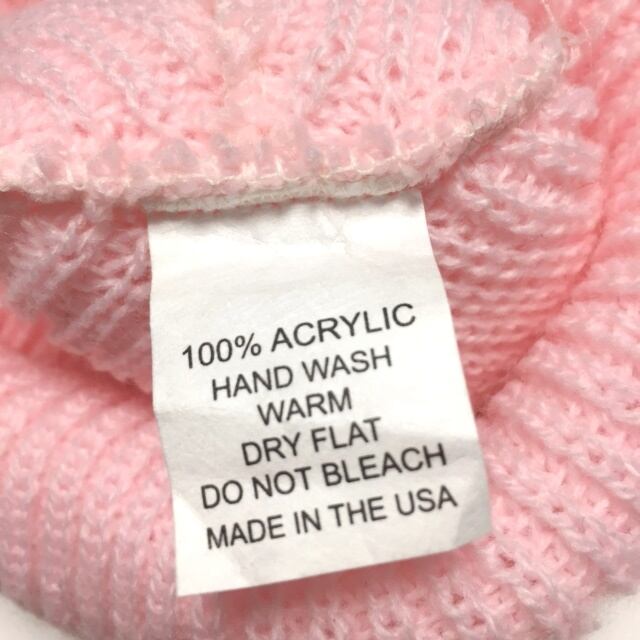 100% ACRYLIC
HAND WASH
WARM
DRY FLAT
DO NOT BLEACH
MADE IN THE USA